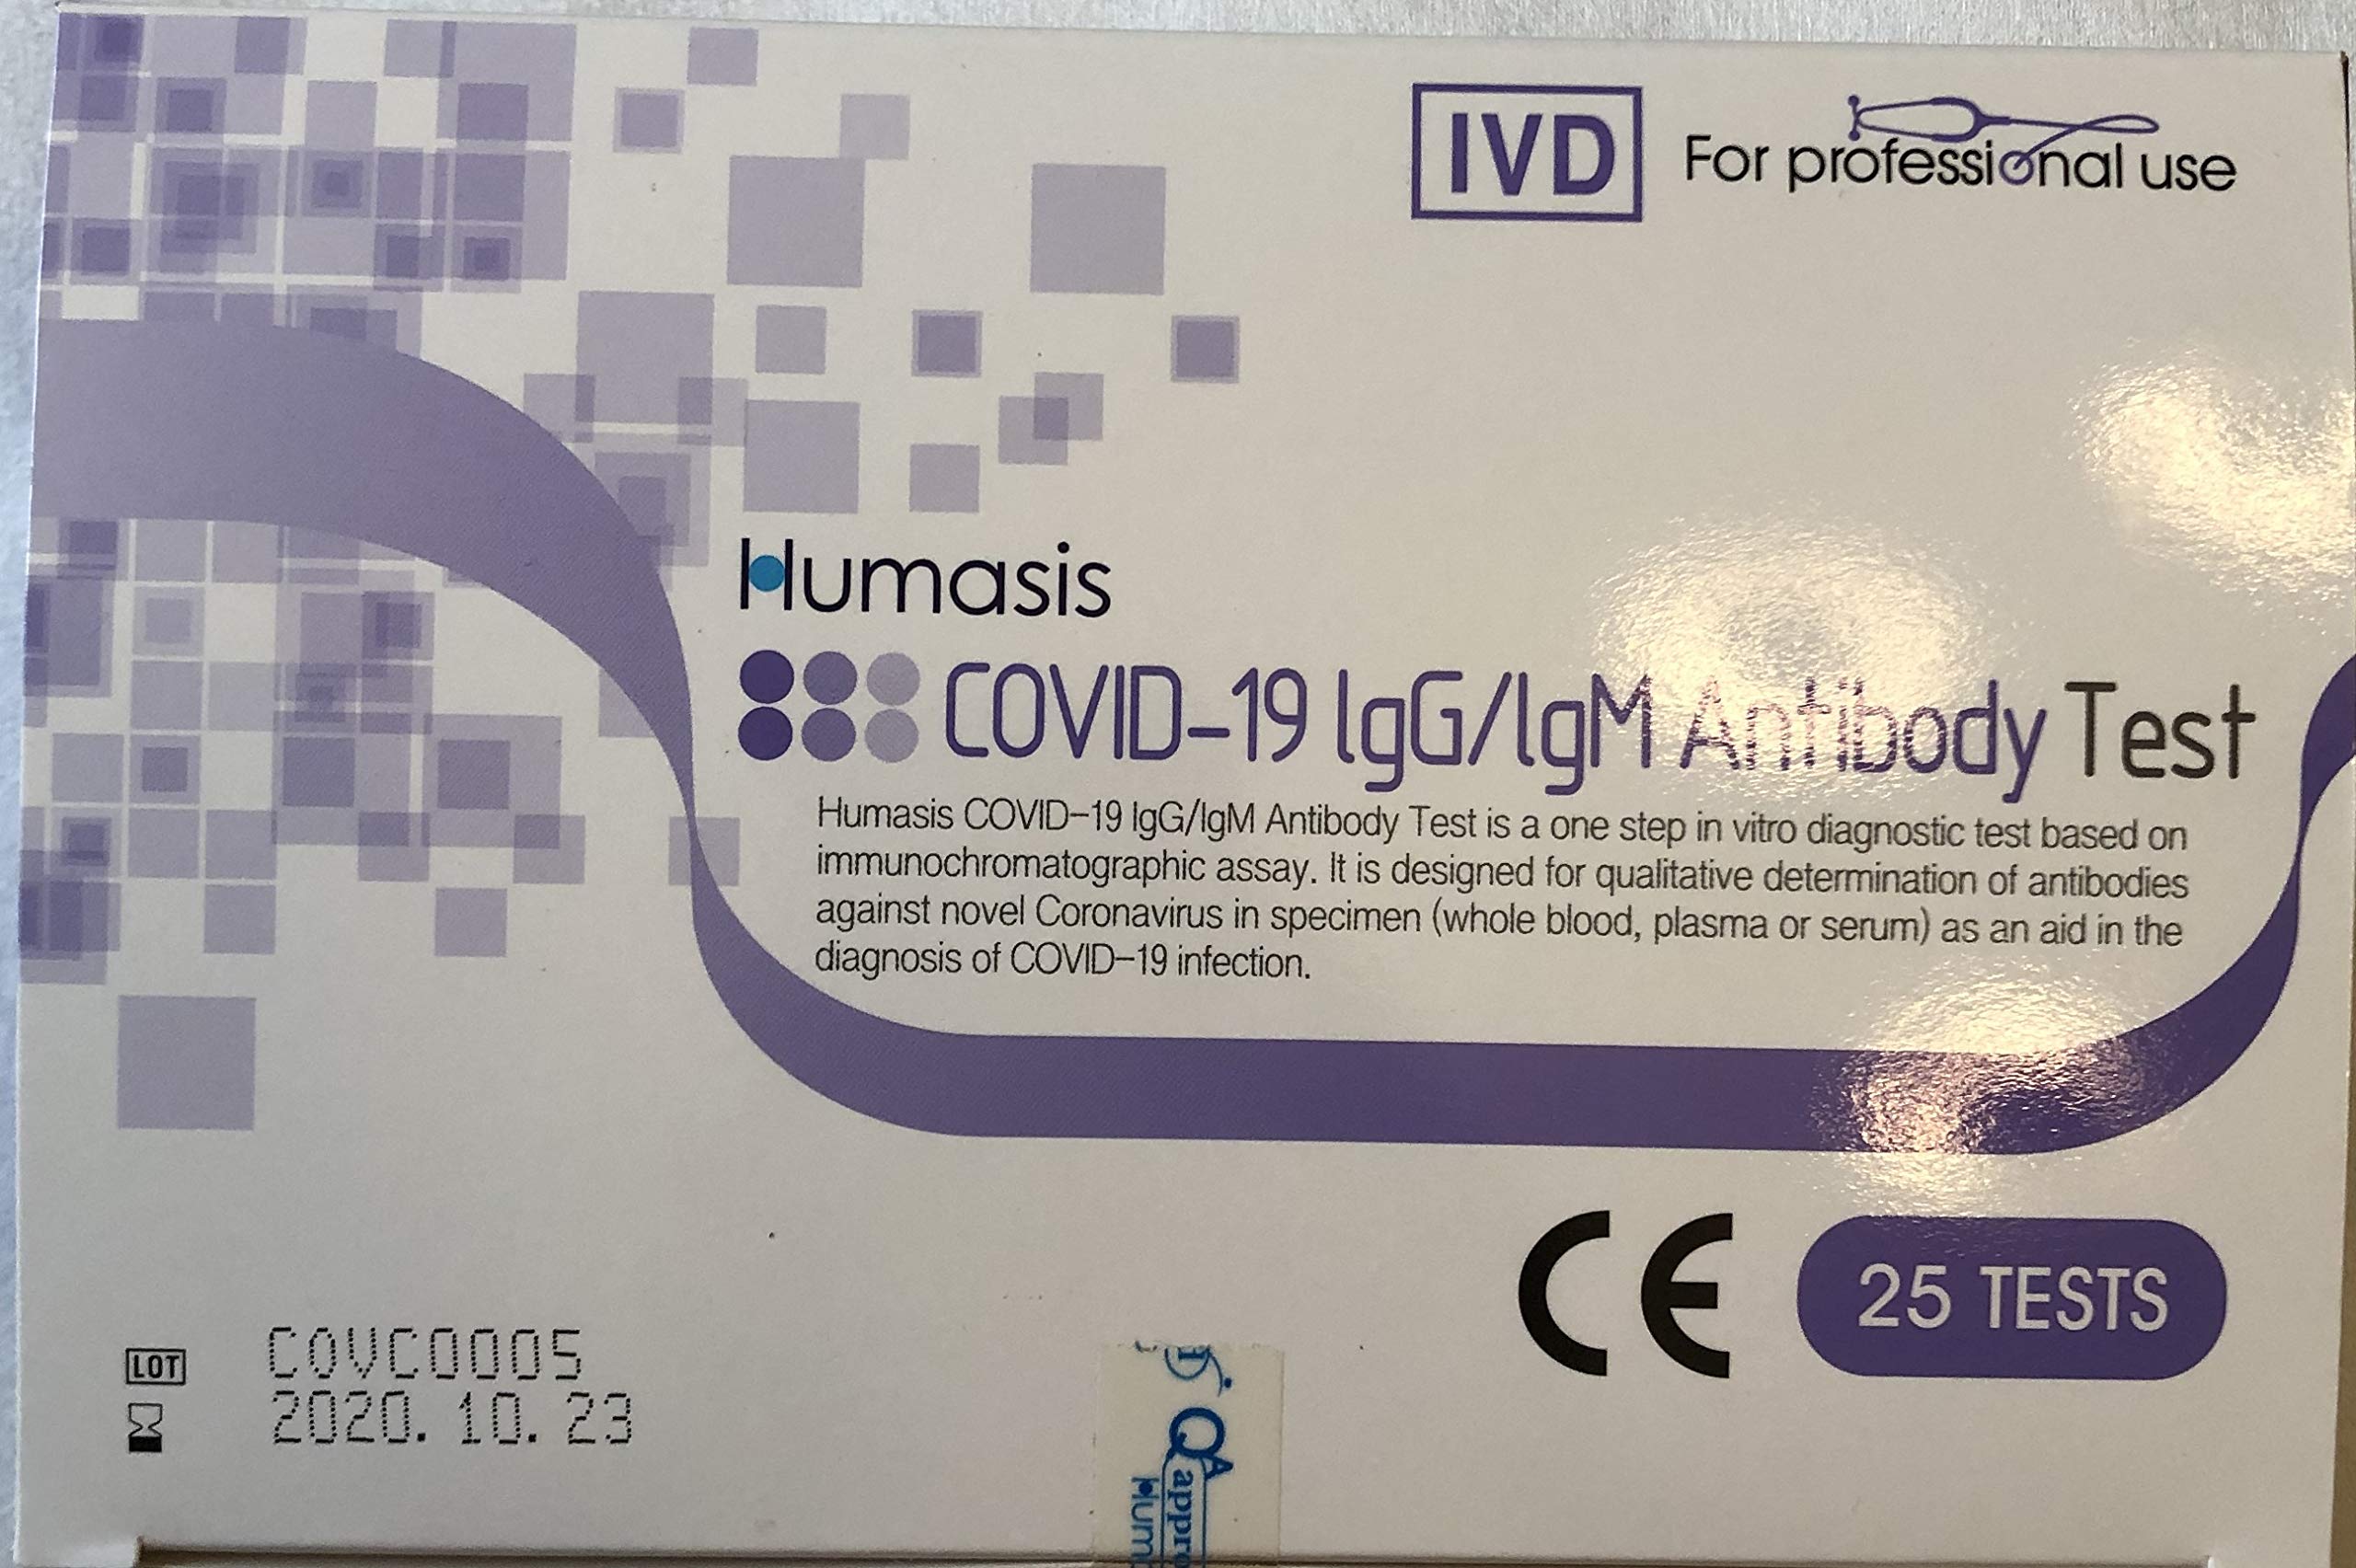 IVD
For professional use
Humasis
COVID-19 IgG/IgM Antibody Test
Humasis COVID-19 IgG/IgM Antibody Test is a one step in vitro diagnostic test based on
immunochromatographic assay. It is designed for qualitative determination of antibodies
against novel Coronavirus in specimen (whole blood, plasma or serum) as an aid in the
diagnosis of COVID-19 infection.
CE
25 TESTS
LOT COVC0005
2020. 10. 23
QA